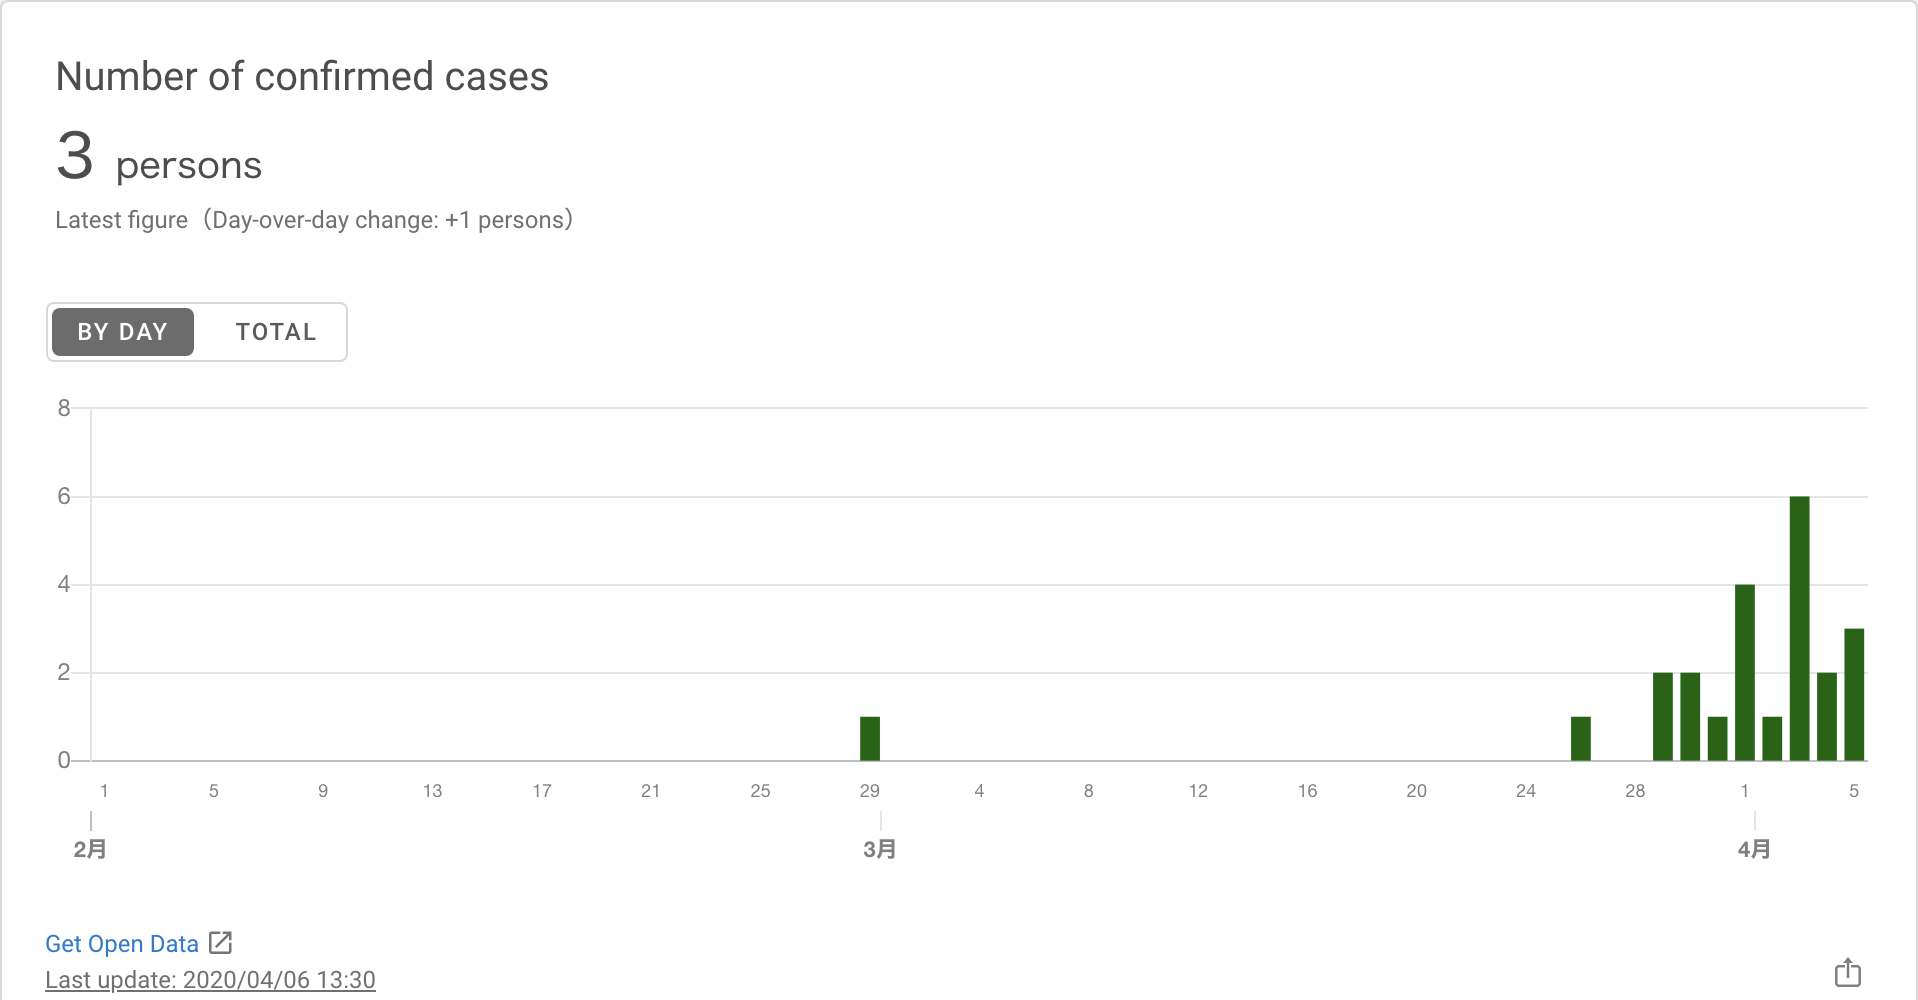 Number of confirmed cases
3 persons
Latest figure（Day-over-day change: +1 persons）
BY DAY TOTAL
8
6
4
2
0
1 5 9 13 17 21 25 29 4 8 12 16 20 24 28 1 5
2月 3月 4月
Get Open Data
Last update: 2020/04/06 13:30